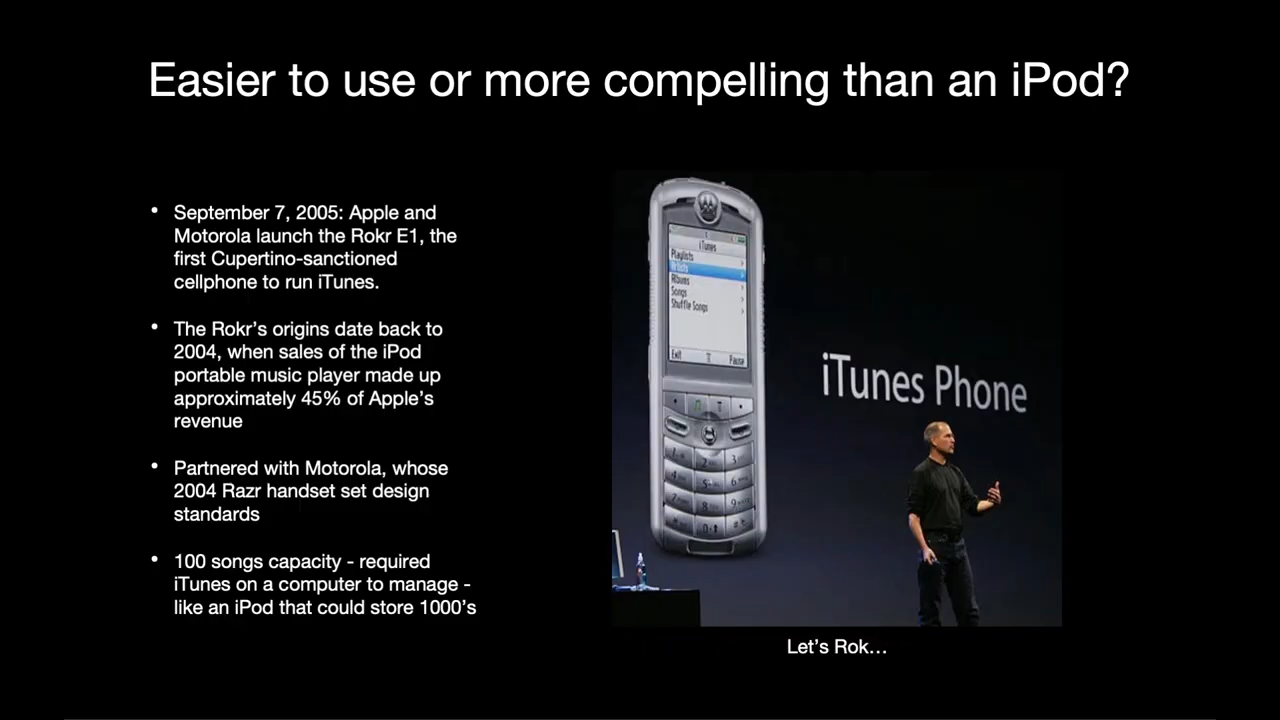 Easier to use or more compelling than an iPod?
• September 7, 2005: Apple and
Motorola launch the Rokr E1, the
first Cupertino-sanctioned
cellphone to run iTunes.
• The Rokr’s origins date back to
2004, when sales of the iPod
portable music player made up
approximately 45% of Apple’s
revenue
• Partnered with Motorola, whose
2004 Razr handset set design
standards
• 100 songs capacity - required
iTunes on a computer to manage -
like an iPod that could store 1000’s
iTunes
Playlists
Artists
Albums
Songs
Shuffle Songs
Exit Pause
iTunes Phone
Let’s Rok…